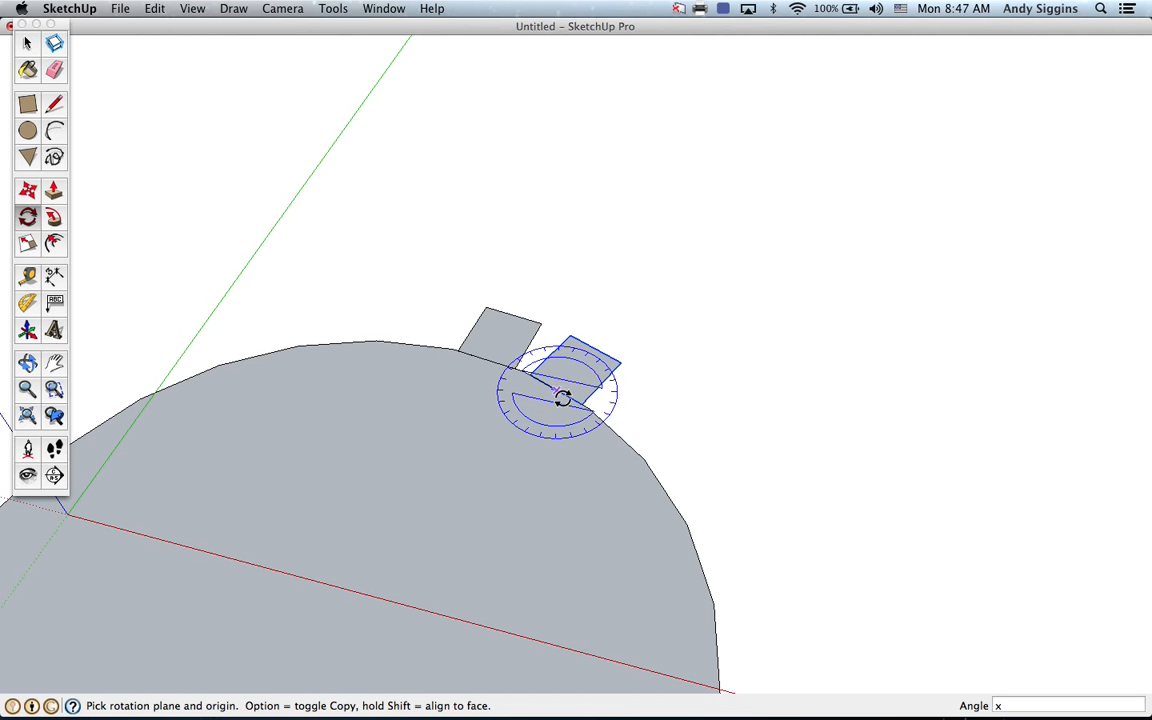 SketchUp File Edit View Draw Camera Tools Window Help 100% Mon 8:47 AM Andy Siggins
Untitled – SketchUp Pro
ABC
A
Pick rotation plane and origin. Option = toggle Copy, hold Shift = align to face. Angle x